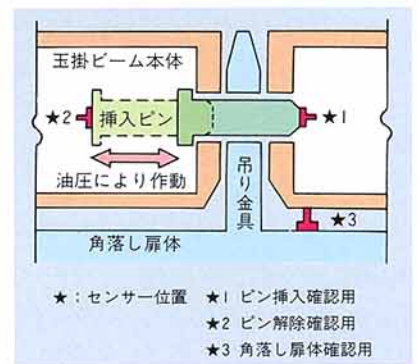 玉掛ビーム本体
★2
挿入ピン
★1
油圧により作動
吊り金具
★3
角落し扉体
★：センサー位置 ★1 ピン挿入確認用
★2 ピン解除確認用
★3 角落し扉体確認用